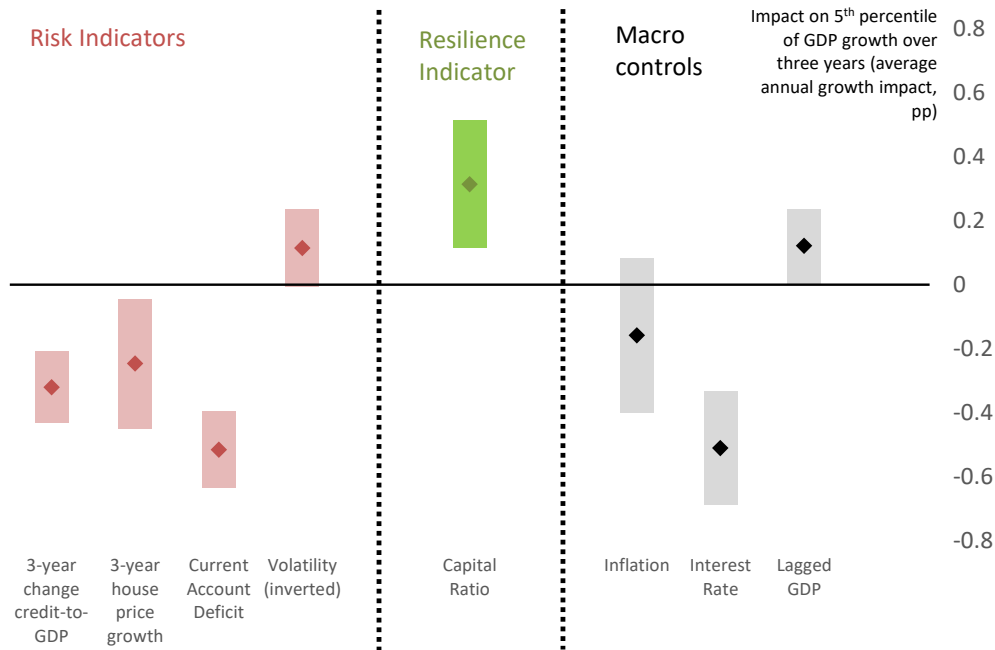 Risk Indicators
Resilience
Indicator
Macro
controls
Impact on 5th percentile
of GDP growth over
three years (average
annual growth impact,
pp)
0.8
0.6
0.4
0.2
0
-0.2
-0.4
-0.6
-0.8
3-year
change
credit-to-
GDP
3-year
house
price
growth
Current
Account
Deficit
Volatility
(inverted)
Capital
Ratio
Inflation
Interest
Rate
Lagged
GDP